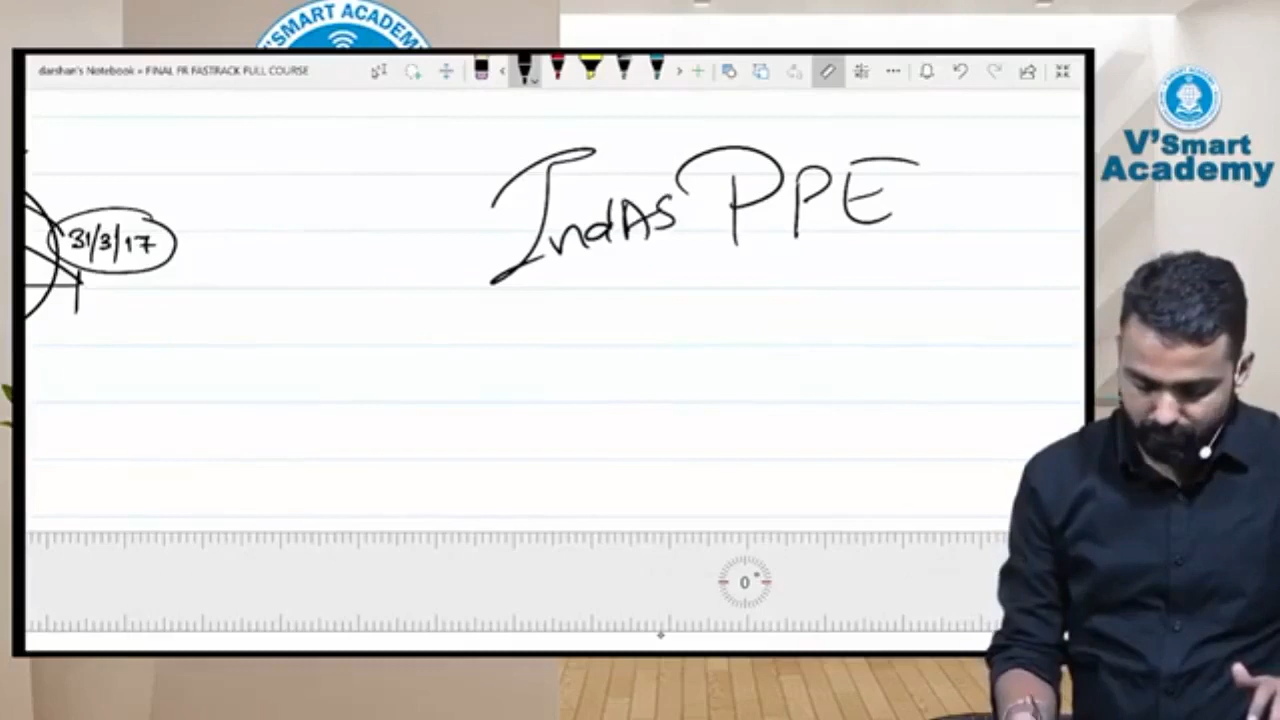 V'SMART ACADEMY
darshan's Notebook » FINAL FR FASTRACK FULL COURSE
IndAS PPE
31/3/17
0°
V'Smart
Academy